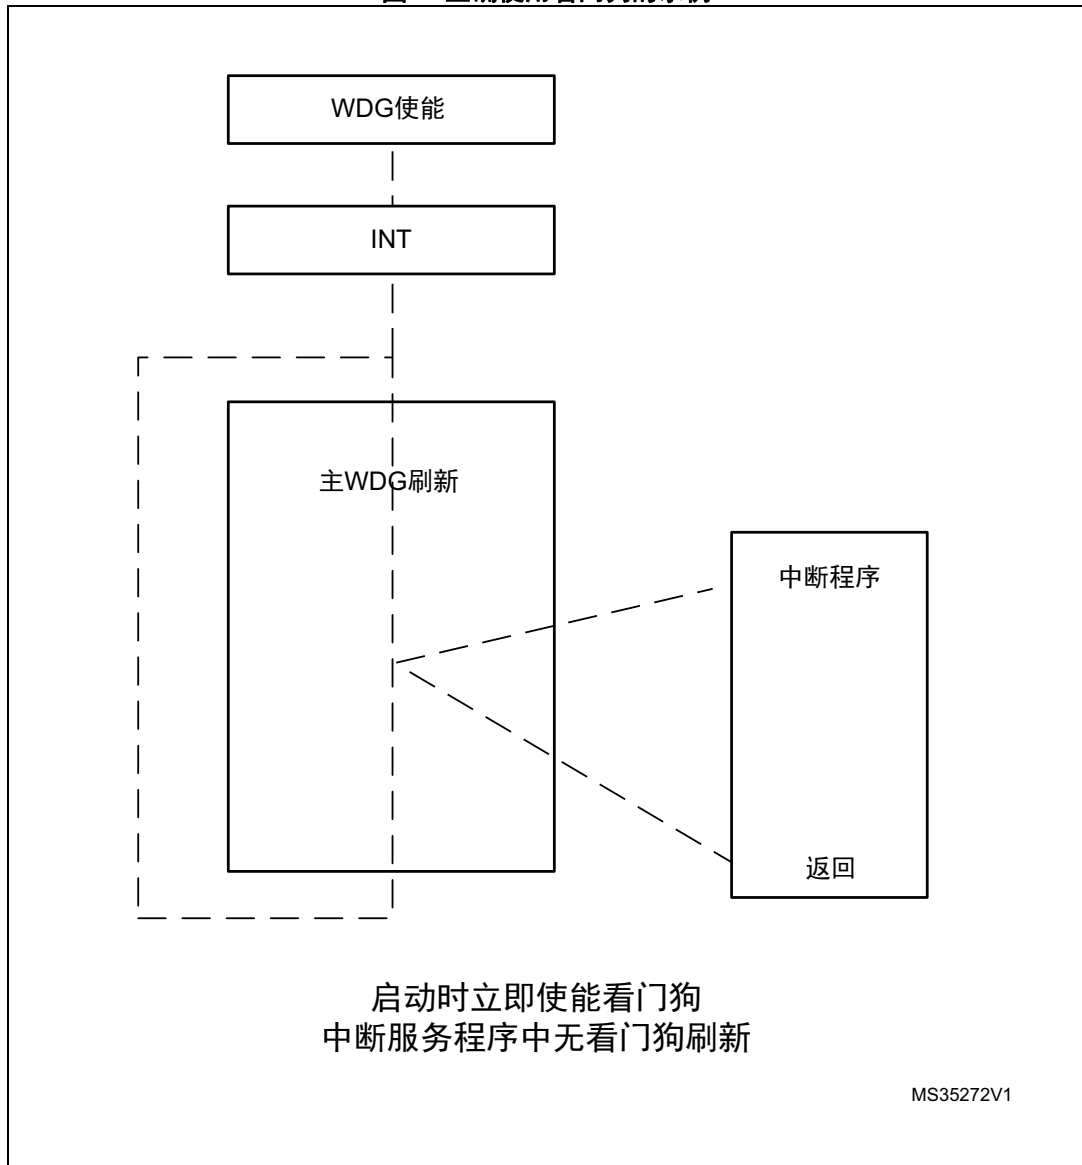 WDG使能
INT
主WDG刷新
中断程序
返回
启动时立即使能看门狗
中断服务程序中无看门狗刷新
MS35272V1